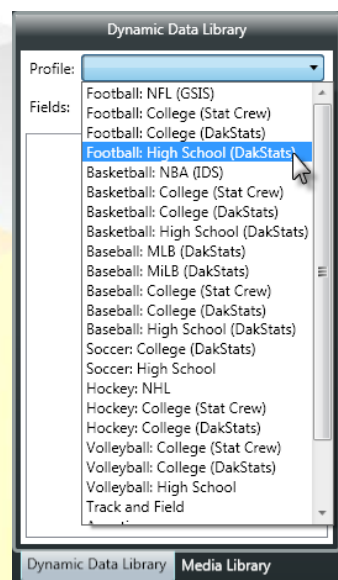 Dynamic Data Library
Profile:
Fields:
Football: NFL (GSIS)
Football: College (Stat Crew)
Football: College (DakStats)
Football: High School (DakStats)
Basketball: NBA (IDS)
Basketball: College (Stat Crew)
Basketball: College (DakStats)
Basketball: High School (DakStats)
Baseball: MLB (DakStats)
Baseball: MiLB (DakStats)
Baseball: College (Stat Crew)
Baseball: College (DakStats)
Baseball: High School (DakStats)
Soccer: College (DakStats)
Soccer: High School
Hockey: NHL
Hockey: College (Stat Crew)
Hockey: College (DakStats)
Volleyball: College (Stat Crew)
Volleyball: College (DakStats)
Volleyball: High School
Track and Field
Dynamic Data Library Media Library